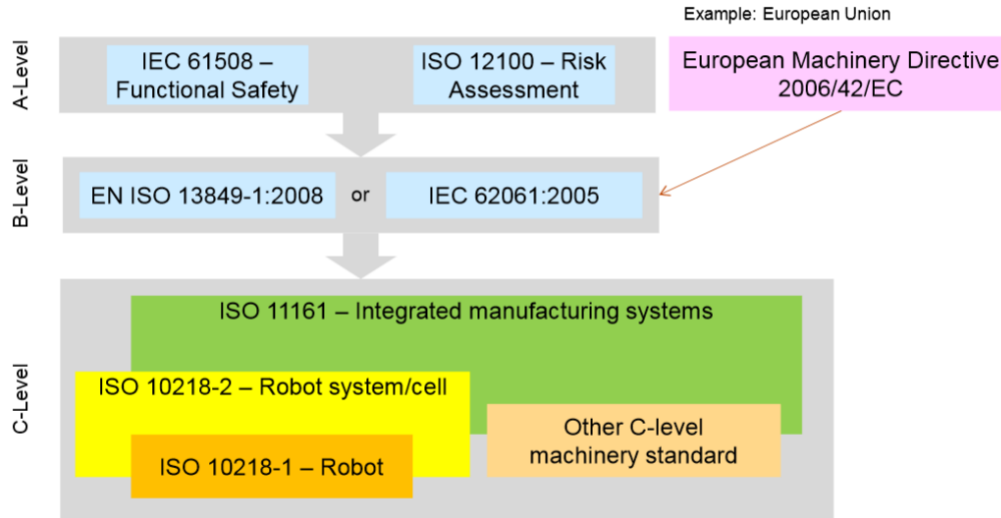 Example: European Union
A-Level
IEC 61508 –
Functional Safety
ISO 12100 – Risk
Assessment
European Machinery Directive
2006/42/EC
B-Level
EN ISO 13849-1:2008
or
IEC 62061:2005
C-Level
ISO 11161 – Integrated manufacturing systems
ISO 10218-2 – Robot system/cell
Other C-level
machinery standard
ISO 10218-1 – Robot